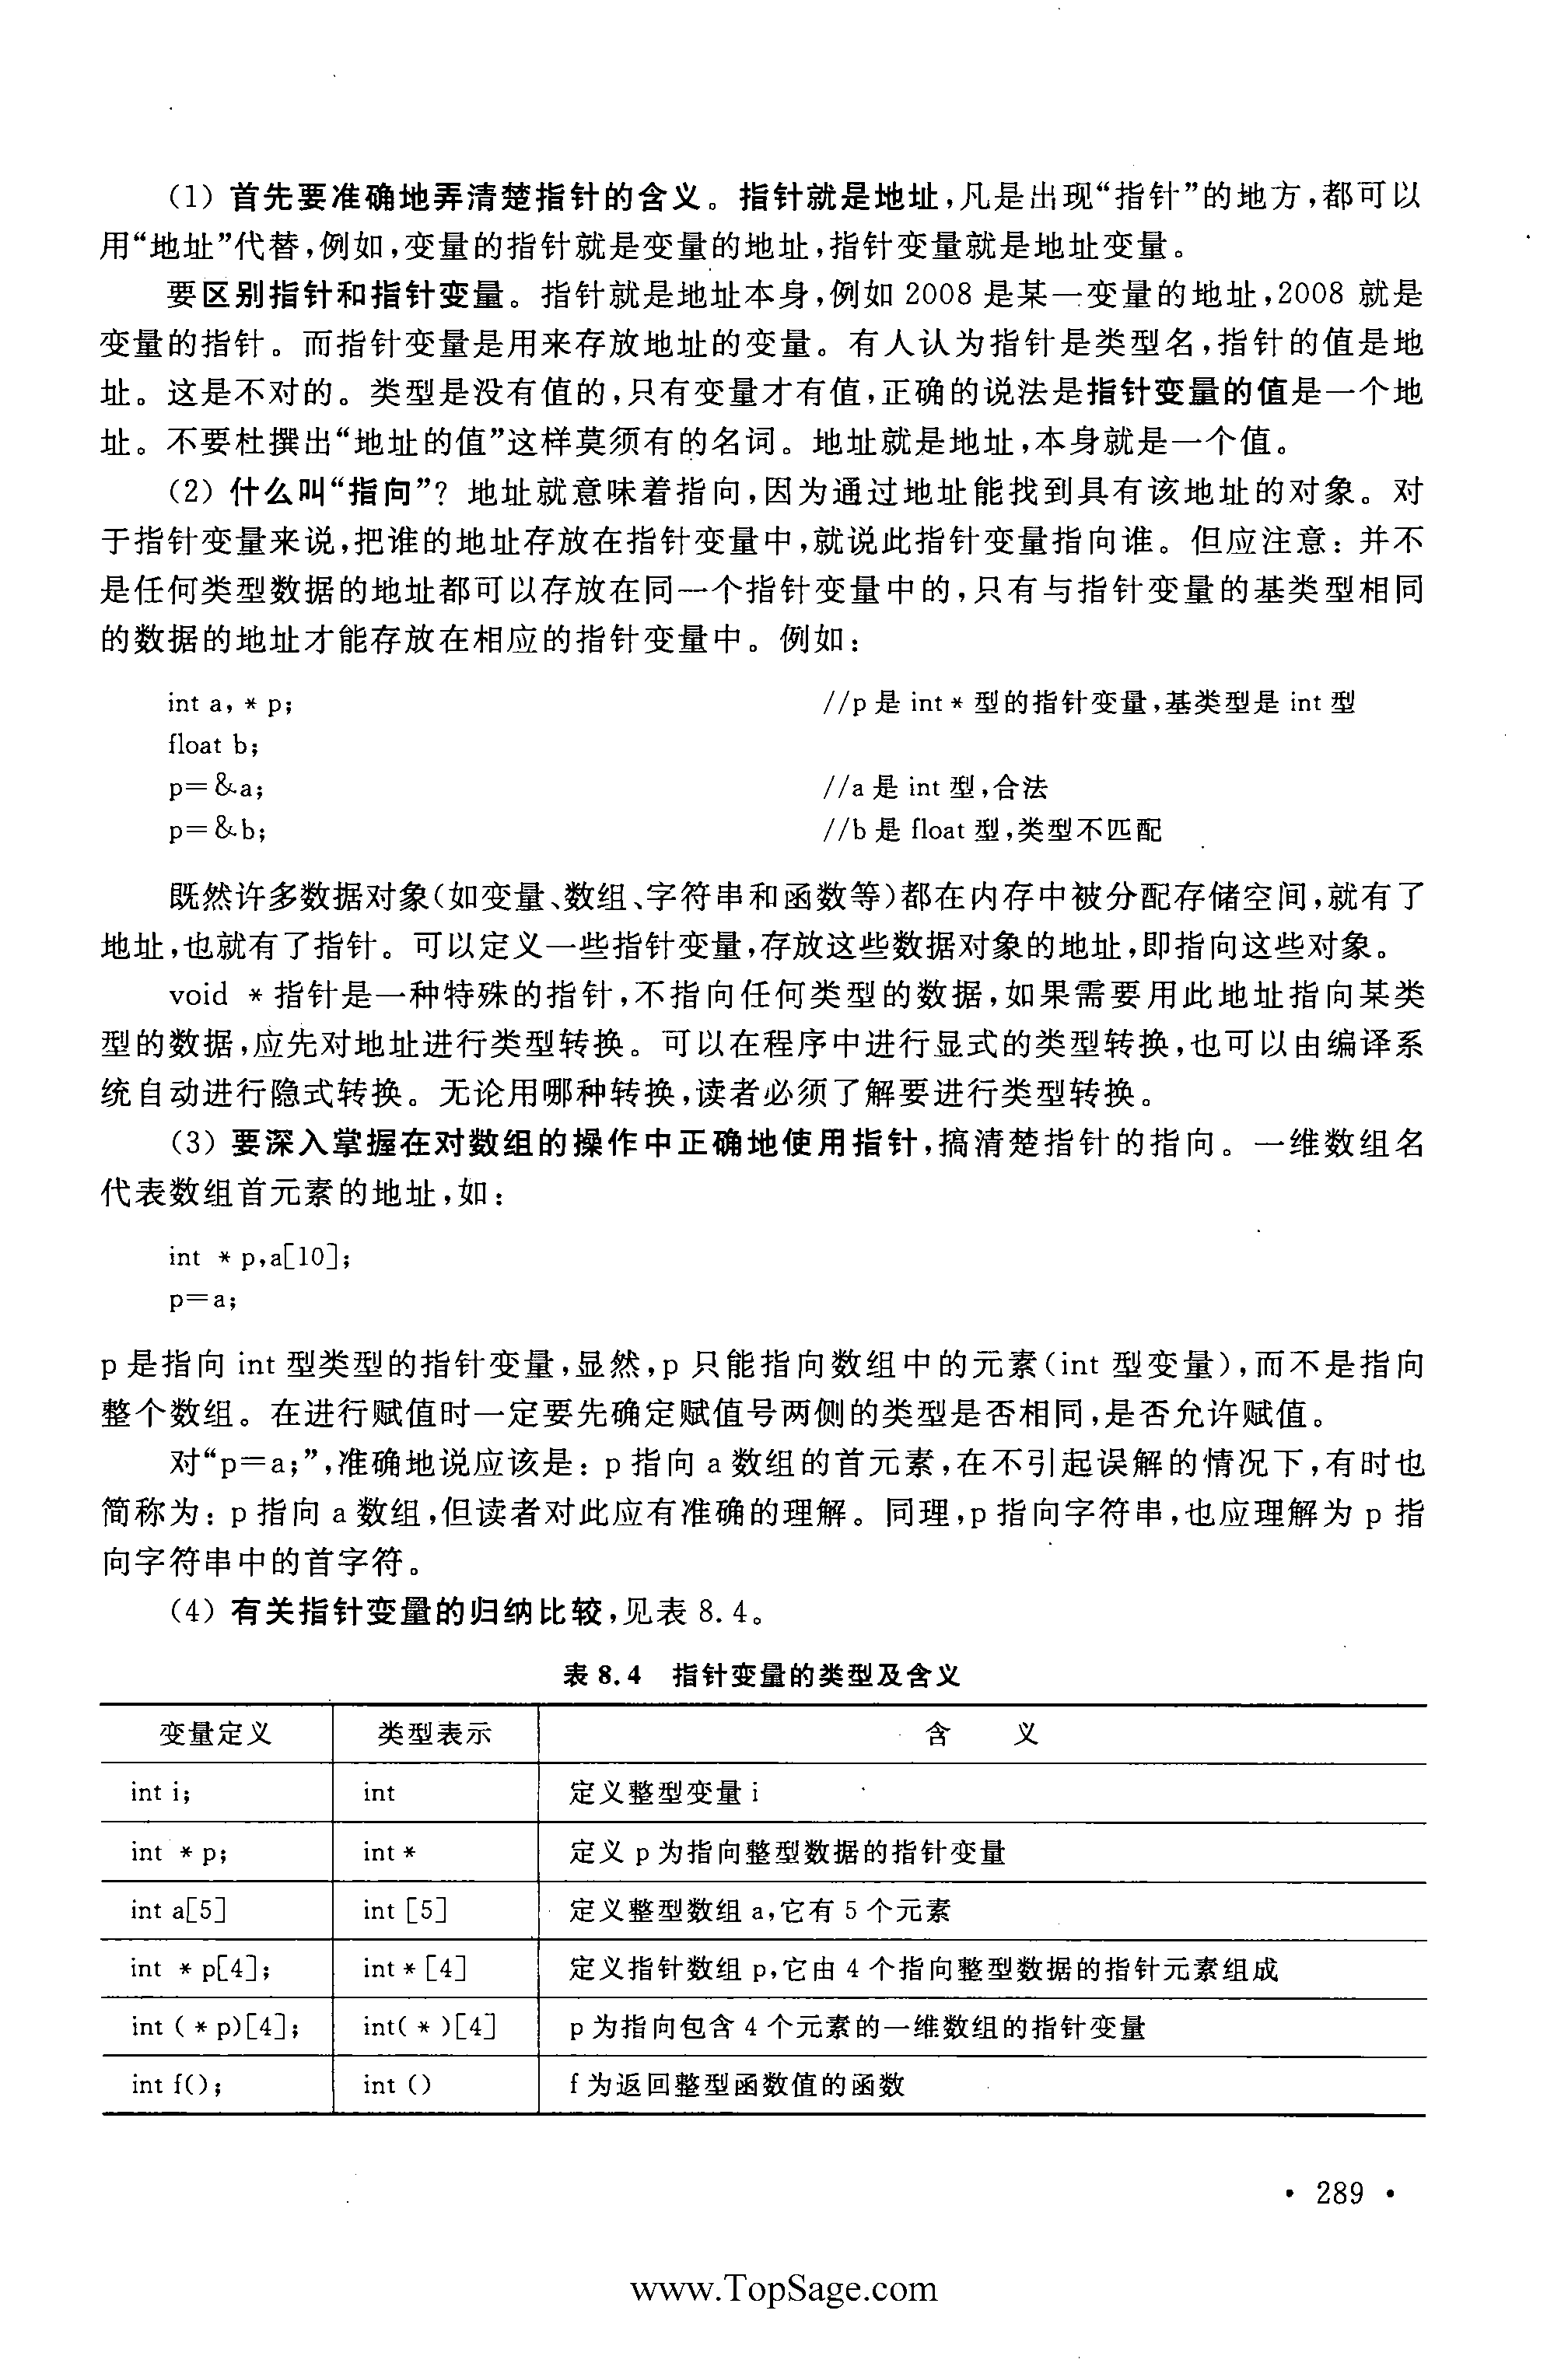 (1) 首先要准确地弄清楚指针的含义。指针就是地址,凡是出现“指针”的地方,都可以
用“地址”代替,例如,变量的指针就是变量的地址,指针变量就是地址变量。
要区别指针和指针变量。指针就是地址本身,例如 2008 是某一变量的地址,2008 就是
变量的指针。而指针变量是用来存放地址的变量。有人认为指针是类型名,指针的值是地
址。这是不对的。类型是没有值的,只有变量才有值,正确的说法是指针变量的值是一个地
址。不要杜撰出“地址的值”这样莫须有的名词。地址就是地址,本身就是一个值。
(2) 什么叫“指向”? 地址就意味着指向,因为通过地址能找到具有该地址的对象。对
于指针变量来说,把谁的地址存放在指针变量中,就说此指针变量指向谁。但应注意: 并不
是任何类型数据的地址都可以存放在同一个指针变量中的,只有与指针变量的基类型相同
的数据的地址才能存放在相应的指针变量中。例如:
int a, * p; //p 是 int * 型的指针变量,基类型是 int 型
float b;
p=&a; //a 是 int 型,合法
p=&b; //b 是 float 型,类型不匹配
既然许多数据对象(如变量、数组、字符串和函数等)都在内存中被分配存储空间,就有了
地址,也就有了指针。可以定义一些指针变量,存放这些数据对象的地址,即指向这些对象。
void * 指针是一种特殊的指针,不指向任何类型的数据,如果需要用此地址指向某类
型的数据,应先对地址进行类型转换。可以在程序中进行显式的类型转换,也可以由编译系
统自动进行隐式转换。无论用哪种转换,读者必须了解要进行类型转换。
(3) 要深入掌握在对数组的操作中正确地使用指针,搞清楚指针的指向。一维数组名
代表数组首元素的地址,如:
int * p,a[10];
p=a;
p 是指向 int 型类型的指针变量,显然,p 只能指向数组中的元素(int 型变量),而不是指向
整个数组。在进行赋值时一定要先确定赋值号两侧的类型是否相同,是否允许赋值。
对“p=a;”,准确地说应该是: p 指向 a 数组的首元素,在不引起误解的情况下,有时也
简称为: p 指向 a 数组,但读者对此应有准确的理解。同理,p 指向字符串,也应理解为 p 指
向字符串中的首字符。
(4) 有关指针变量的归纳比较,见表 8.4。
表 8.4 指针变量的类型及含义
变量定义 类型表示 含 义
int i; int 定义整型变量 i
int * p; int * 定义 p 为指向整型数据的指针变量
int a[5] int [5] 定义整型数组 a,它有 5 个元素
int * p[4]; int * [4] 定义指针数组 p,它由 4 个指向整型数据的指针元素组成
int ( * p)[4]; int( * )[4] p 为指向包含 4 个元素的一维数组的指针变量
int f(); int () f 为返回整型函数值的函数
• 289 •
www.TopSage.com